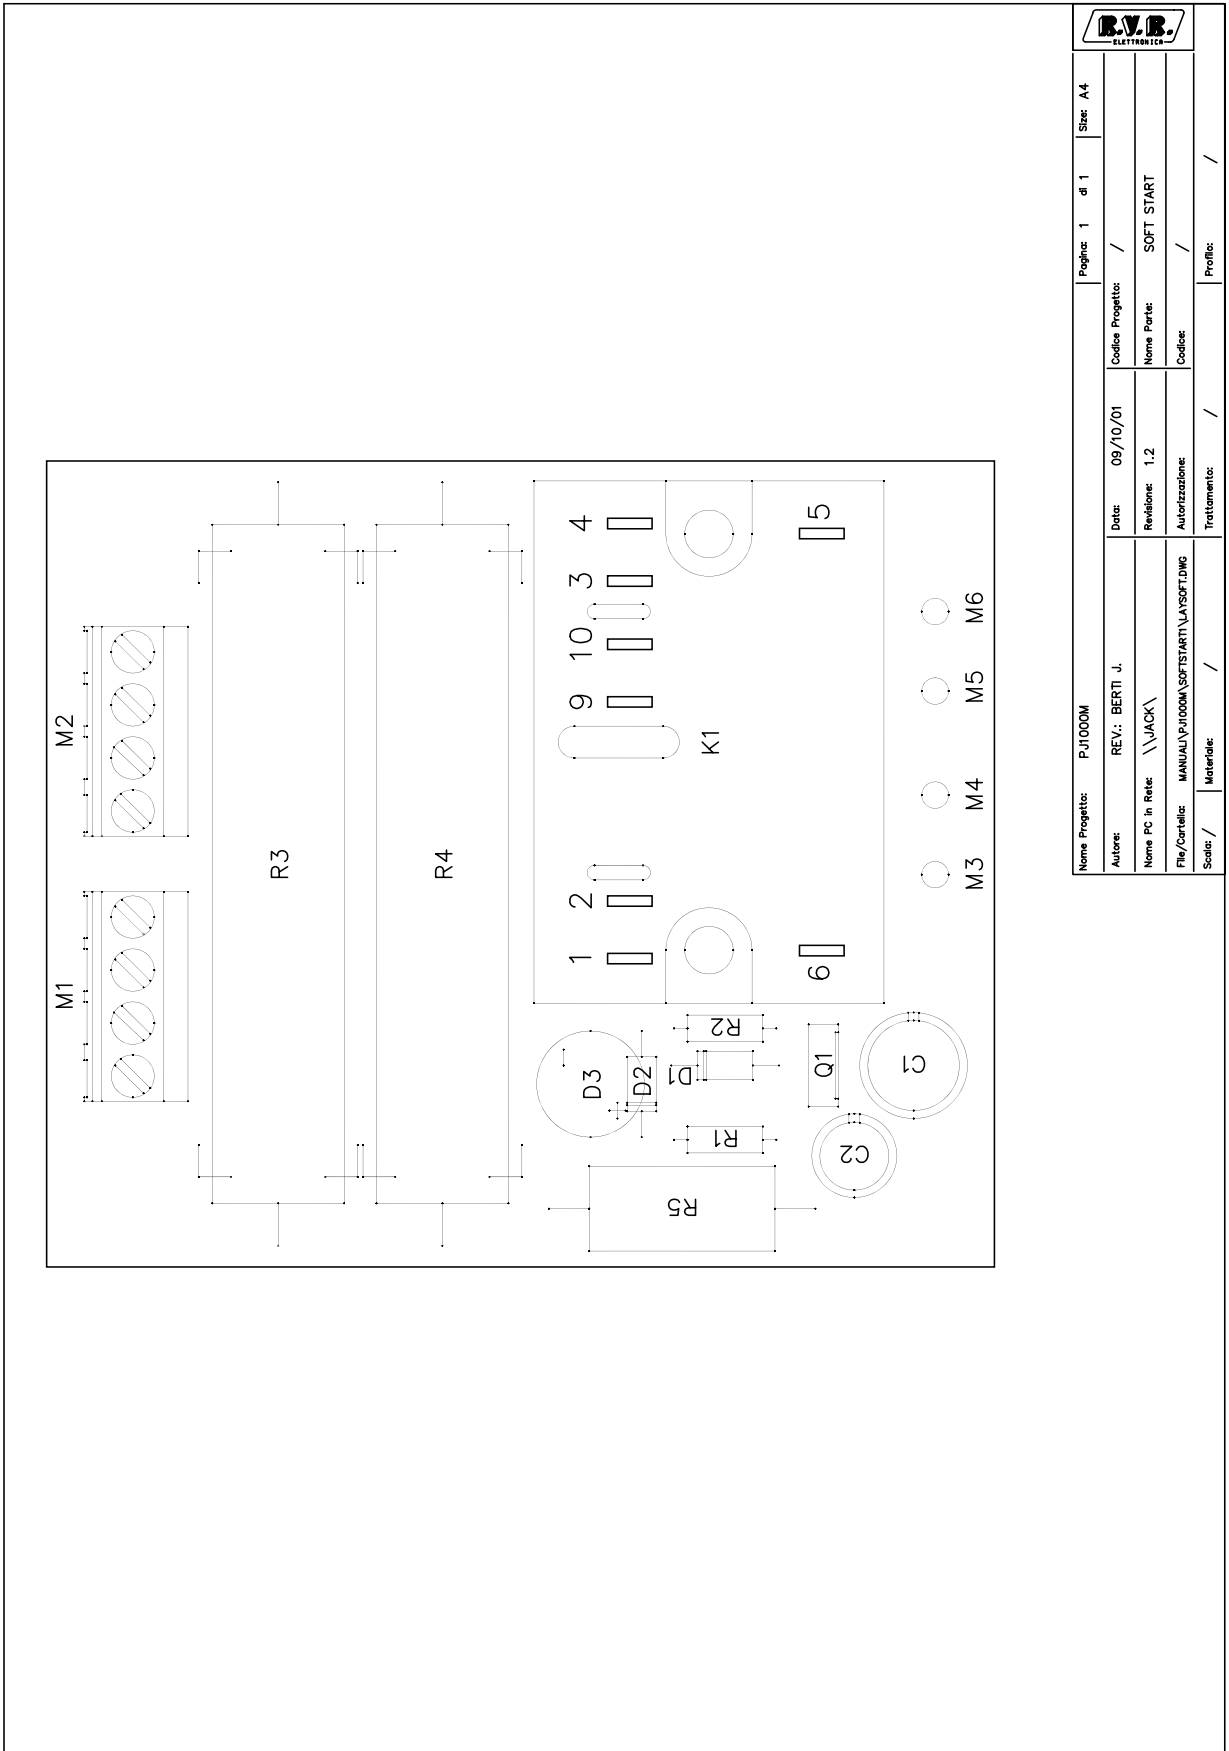 R.V.R.
ELETTRONICA
Nome Progetto: PJ1000M
Pagina: 1 di 1
Size: A4
Autore: REV.: BERTI J.
Data: 09/10/01
Codice Progetto: /
Nome PC in Rete: \\JACK\
Revisione: 1.2
Nome Parte: SOFT START
File/Cartella: MANUALI\PJ1000M\SOFTSTART1\LAYSOFT.DWG
Autorizzazione:
Codice: /
Scala: /
Materiale: /
Trattamento: /
Profilo: /
M1
M2
R3
R4
1
2
9
10
3
4
K1
6
5
M3
M4
M5
M6
D3
D2
D1
R2
R1
R5
Q1
C1
C2